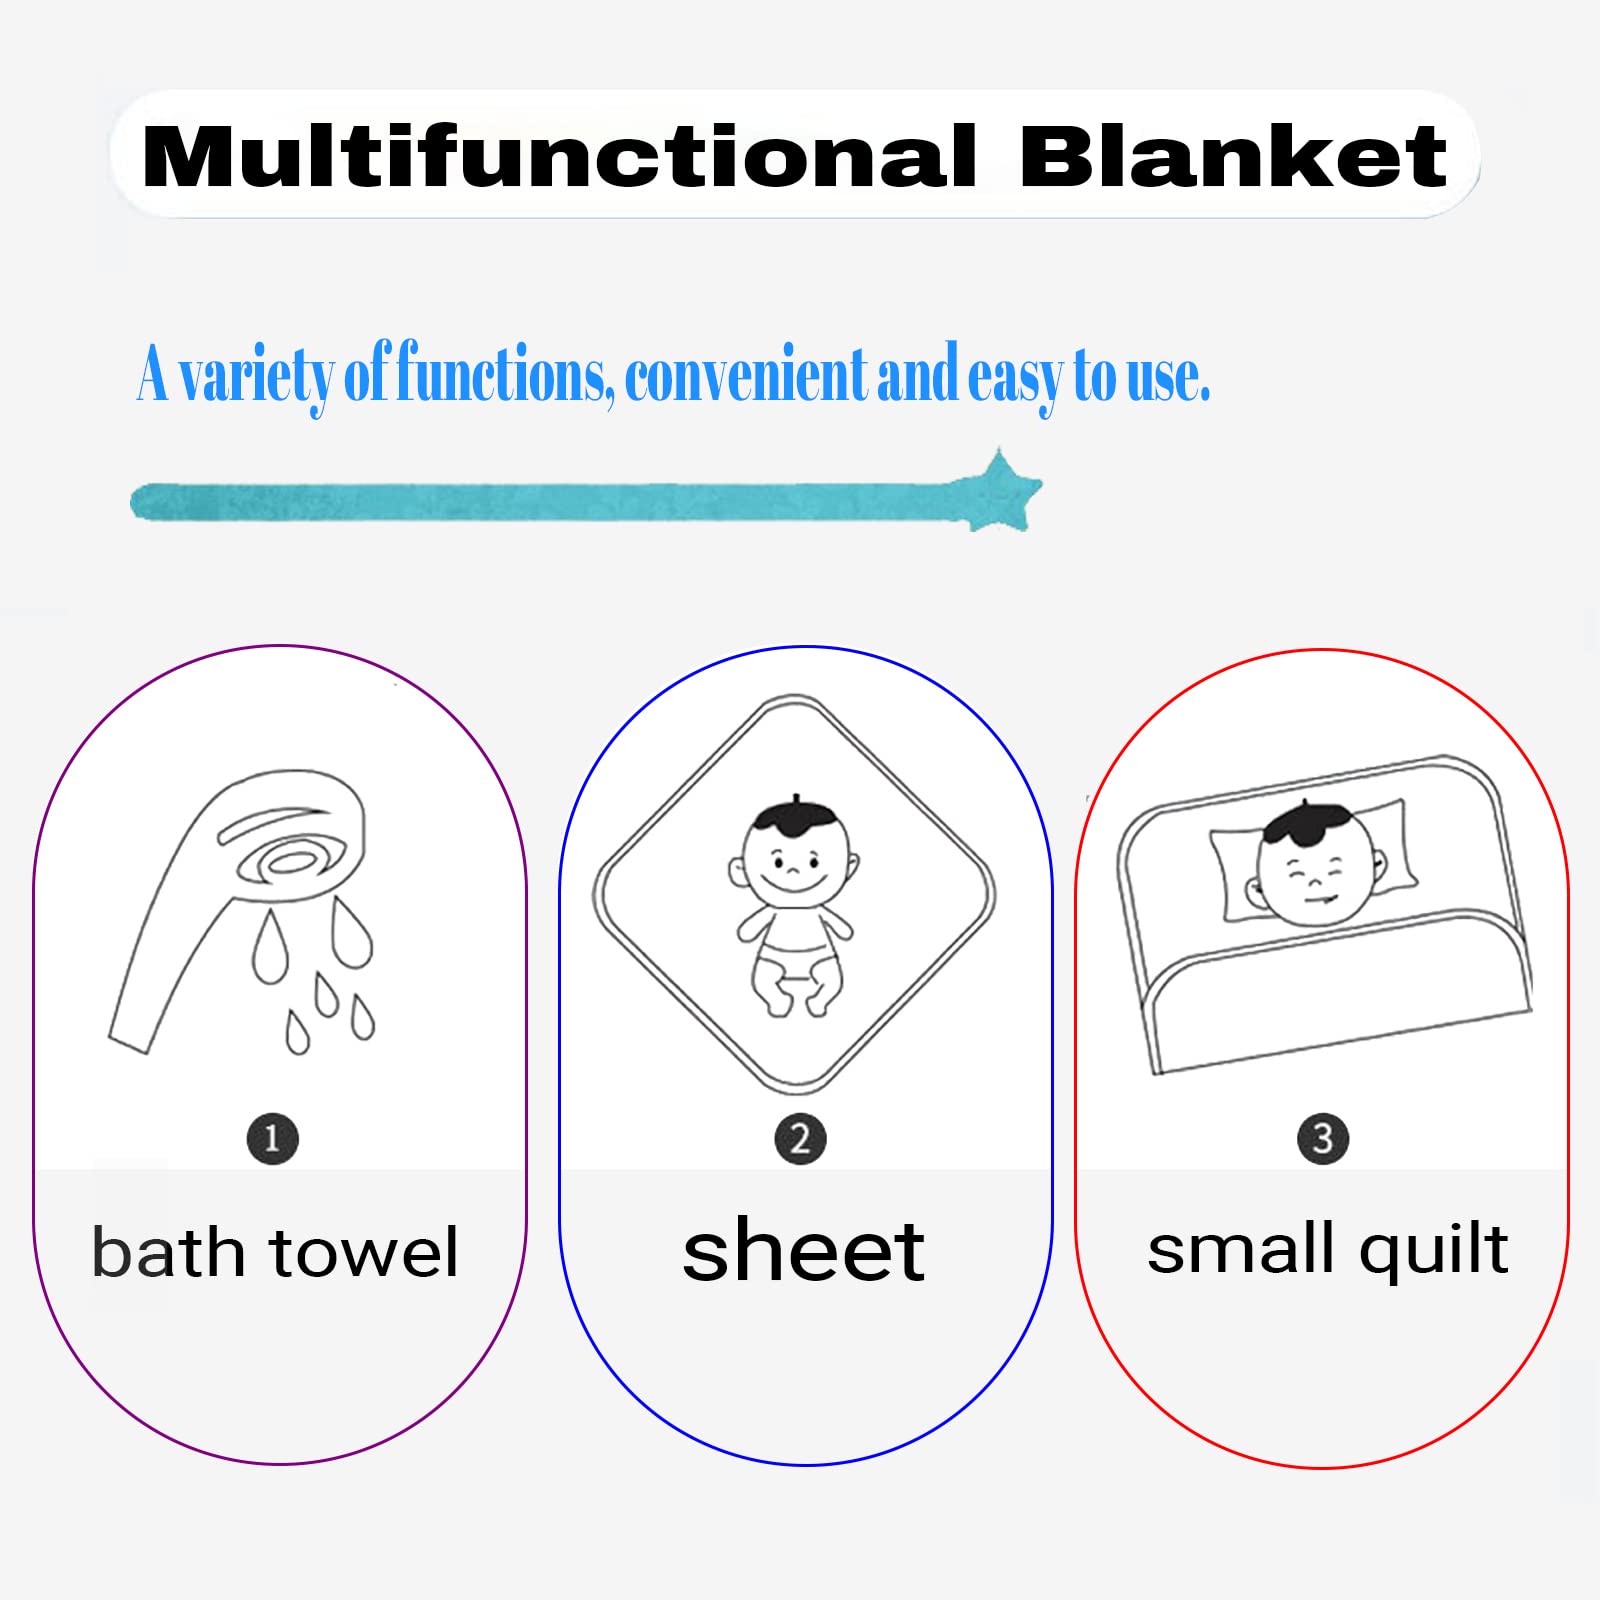 Multifunctional Blanket
A variety of functions, convenient and easy to use.
1
2
3
bath towel
sheet
small quilt